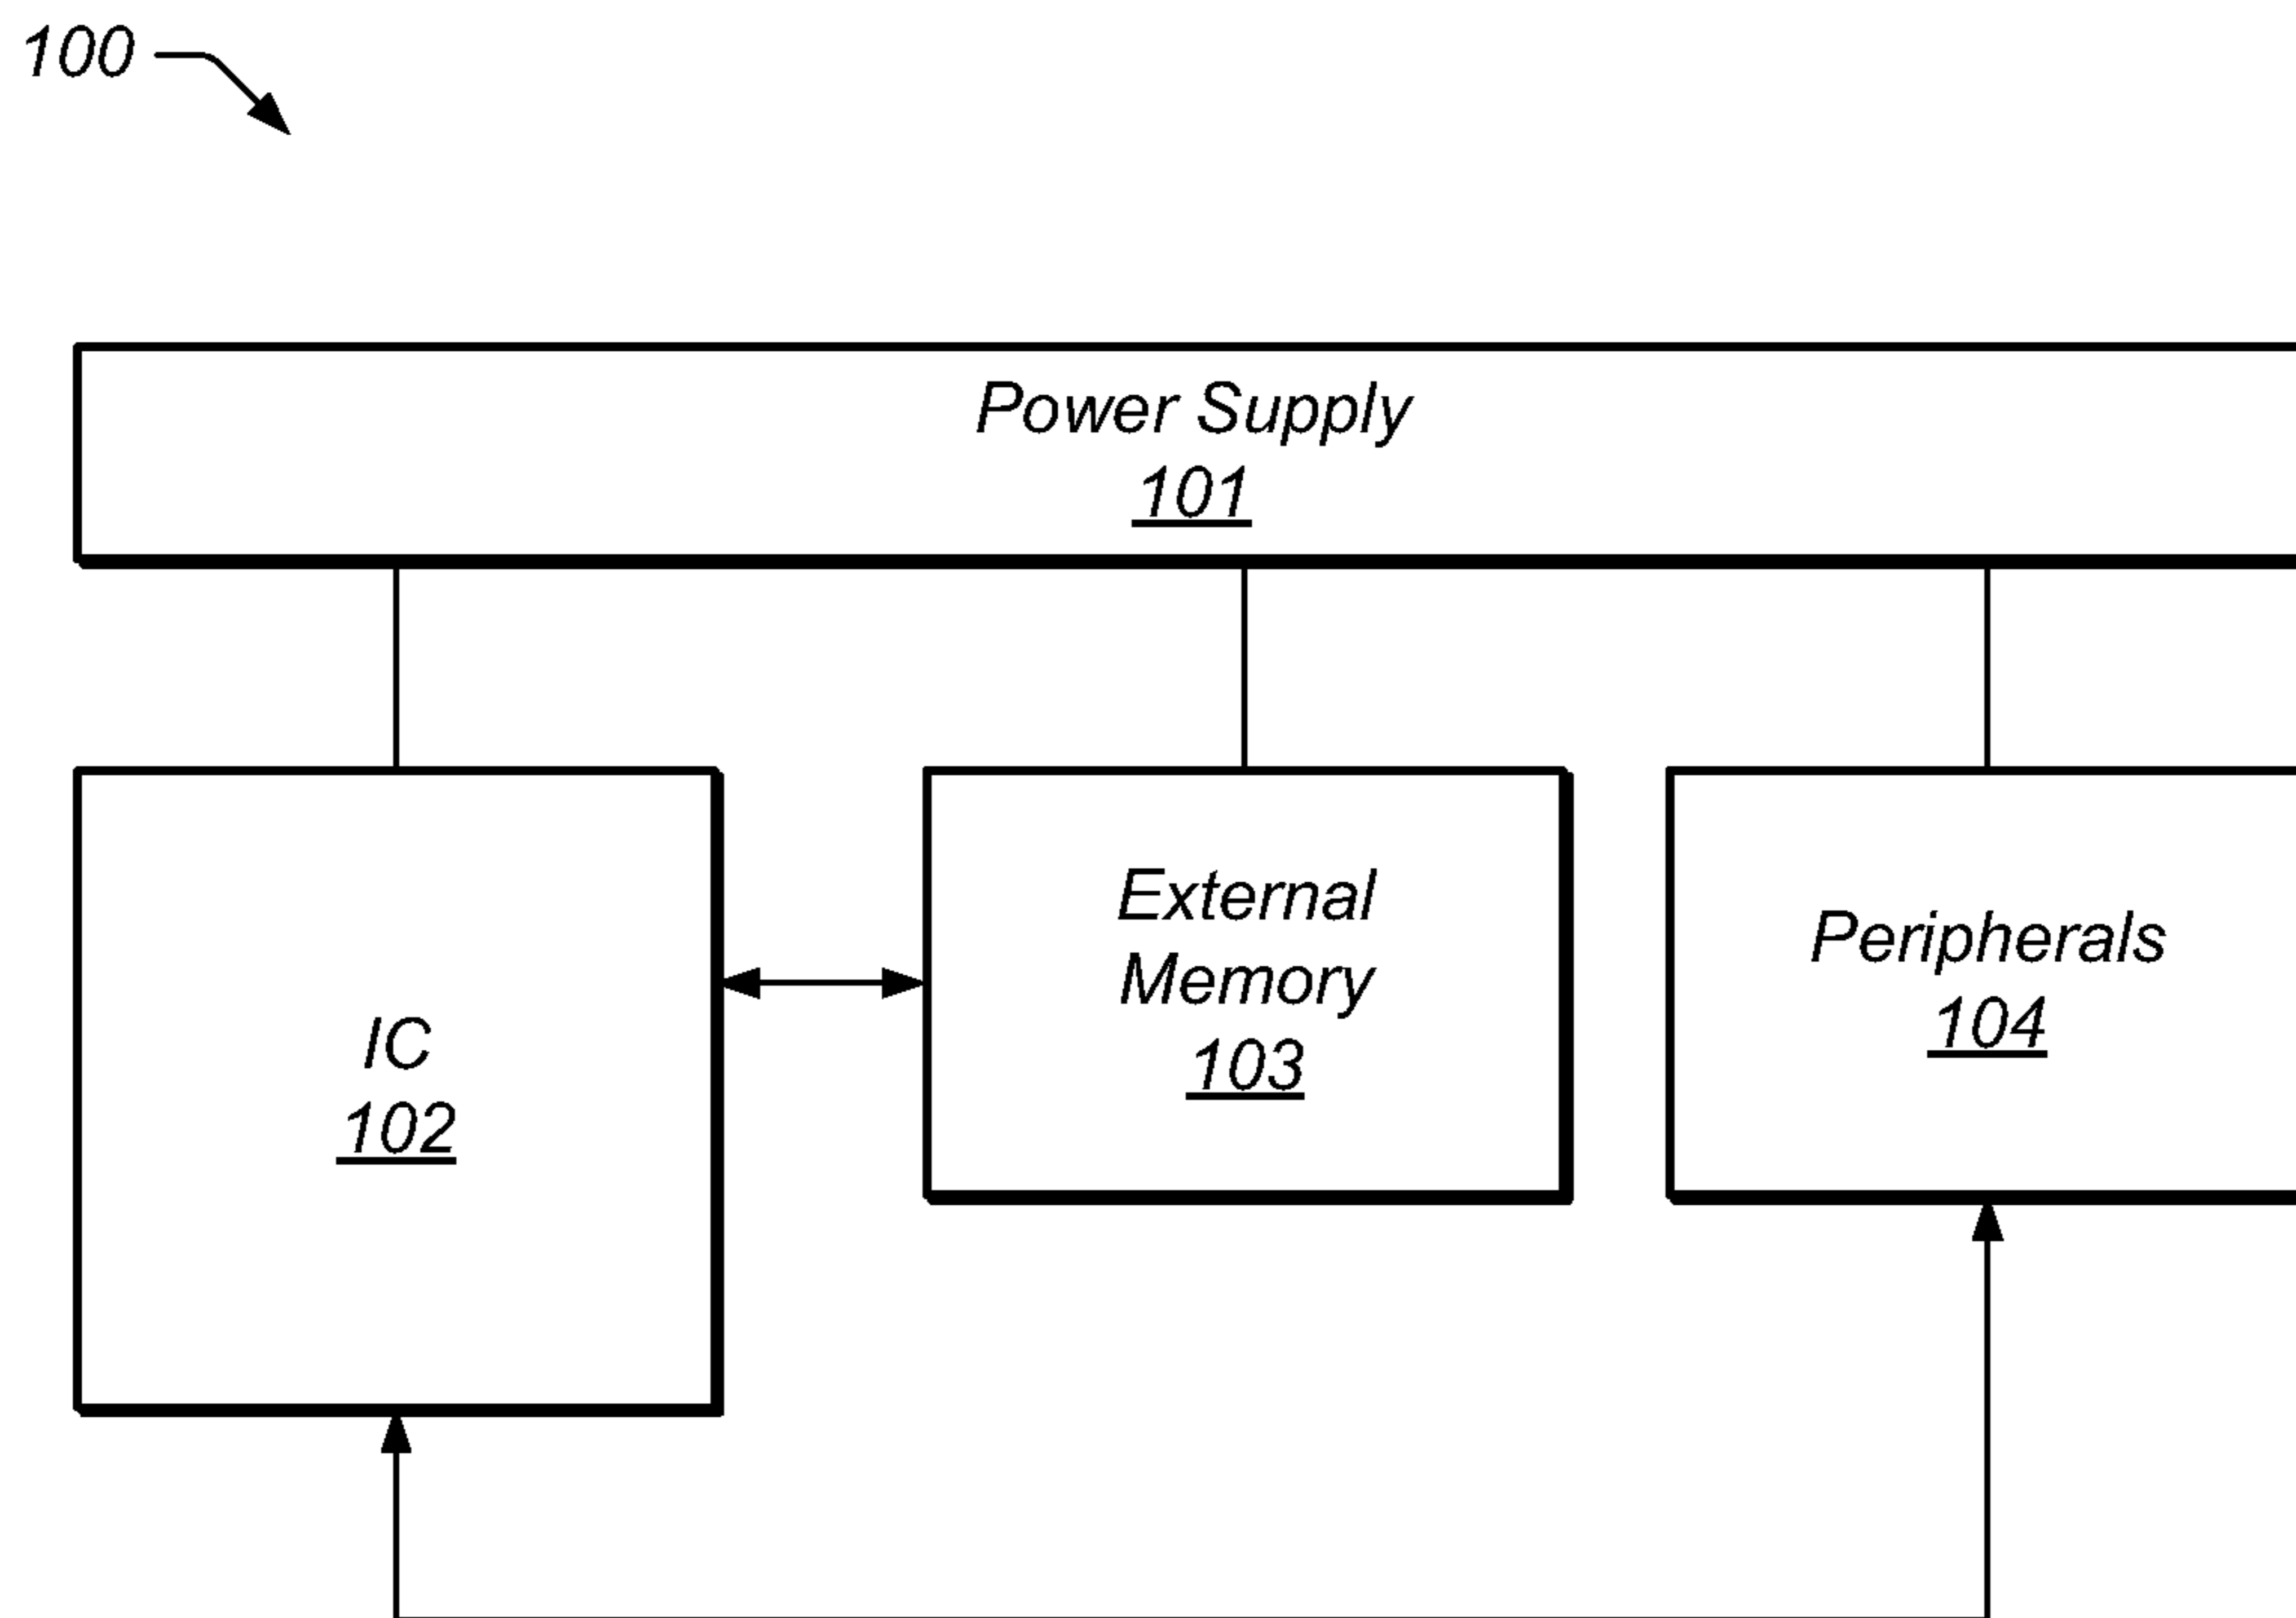 100
Power Supply
101
IC
102
External
Memory
103
Peripherals
104